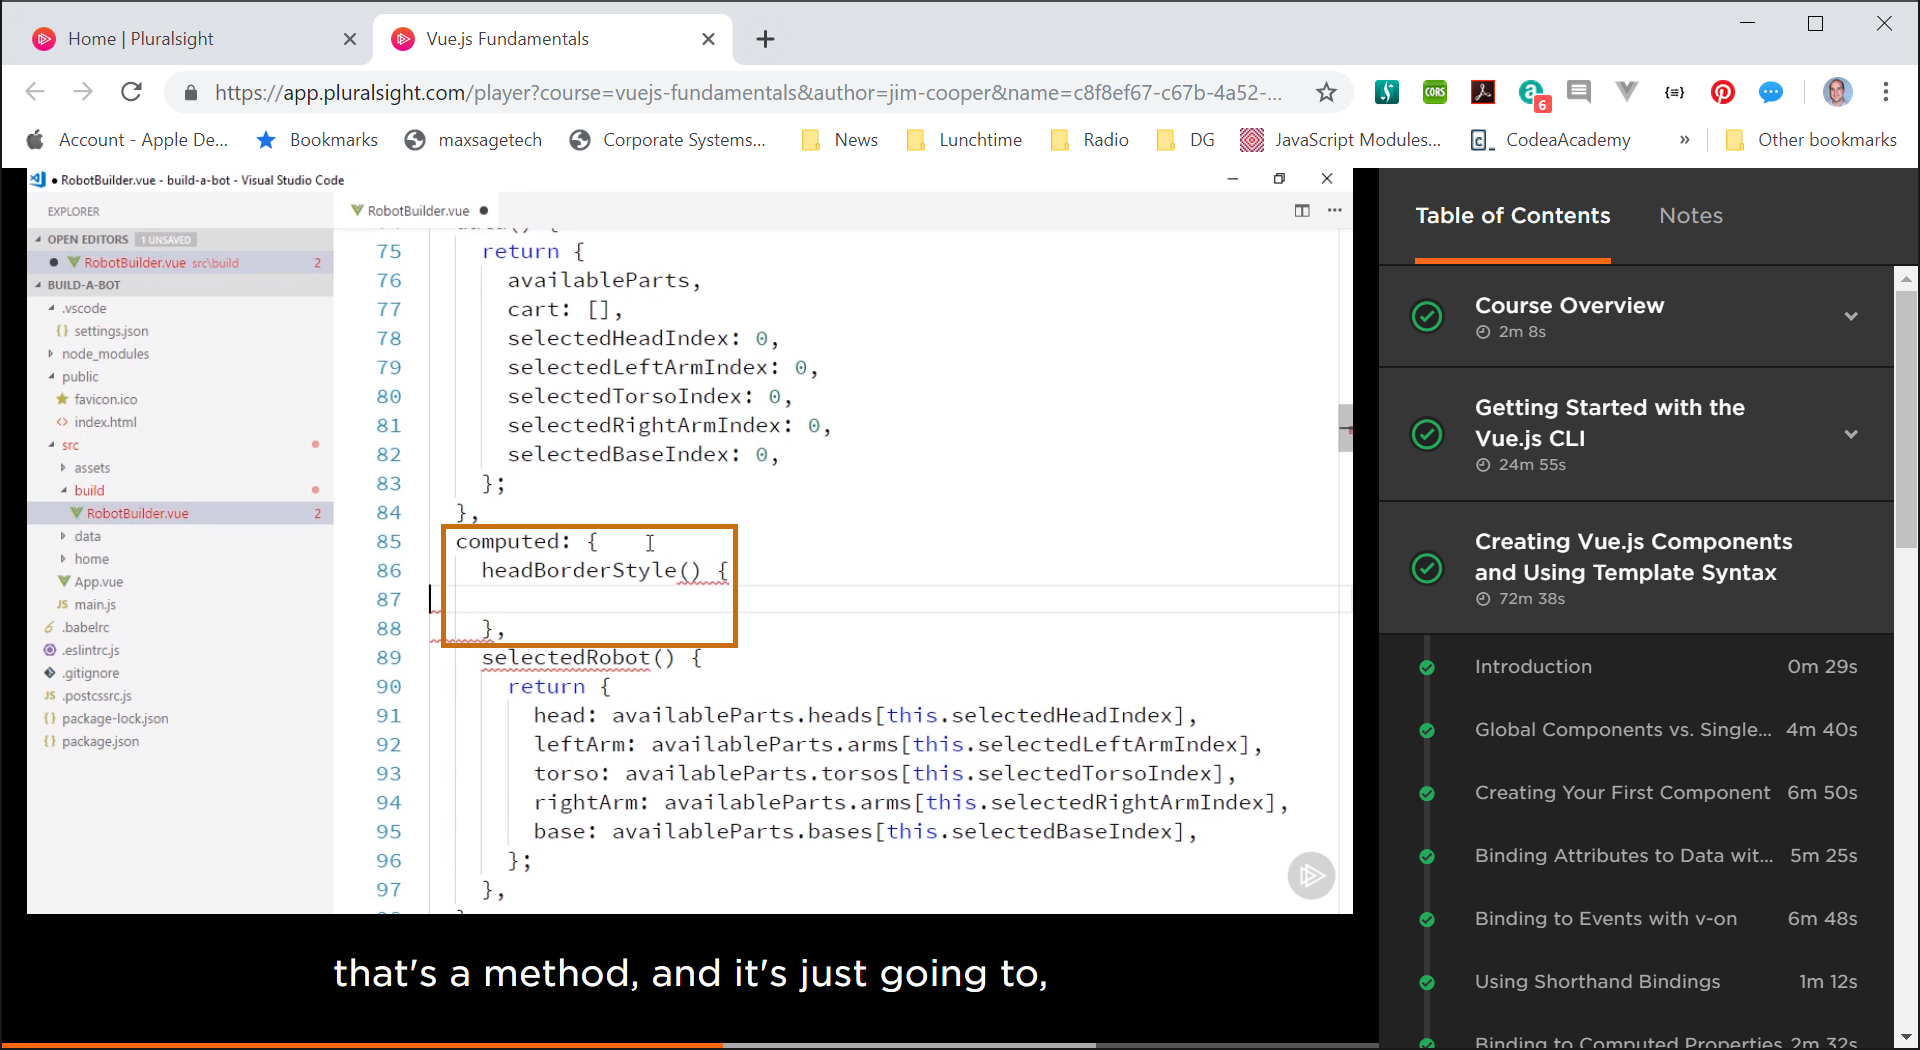 Home | Pluralsight
Vue.js Fundamentals
https://app.pluralsight.com/player?course=vuejs-fundamentals&author=jim-cooper&name=c8f8ef67-c67b-4a52-...
CORS
6
Account - Apple De...
Bookmarks
maxsagetech
Corporate Systems...
News
Lunchtime
Radio
DG
JavaScript Modules...
CodeaAcademy
»
Other bookmarks
● RobotBuilder.vue - build-a-bot - Visual Studio Code
EXPLORER
OPEN EDITORS 1 UNSAVED
RobotBuilder.vue src\build 2
BUILD-A-BOT
.vscode
{} settings.json
node_modules
public
favicon.ico
<> index.html
src
assets
build
RobotBuilder.vue 2
data
home
App.vue
JS main.js
.babelrc
.eslintrc.js
.gitignore
JS .postcssrc.js
{} package-lock.json
{} package.json
RobotBuilder.vue ●
75 return {
76 availableParts,
77 cart: [],
78 selectedHeadIndex: 0,
79 selectedLeftArmIndex: 0,
80 selectedTorsoIndex: 0,
81 selectedRightArmIndex: 0,
82 selectedBaseIndex: 0,
83 };
84 },
85 computed: {
86 headBorderStyle() {
87
88 },
89 selectedRobot() {
90 return {
91 head: availableParts.heads[this.selectedHeadIndex],
92 leftArm: availableParts.arms[this.selectedLeftArmIndex],
93 torso: availableParts.torsos[this.selectedTorsoIndex],
94 rightArm: availableParts.arms[this.selectedRightArmIndex],
95 base: availableParts.bases[this.selectedBaseIndex],
96 };
97 },
that's a method, and it's just going to,
Table of Contents
Notes
Course Overview
2m 8s
Getting Started with the
Vue.js CLI
24m 55s
Creating Vue.js Components
and Using Template Syntax
72m 38s
Introduction 0m 29s
Global Components vs. Single... 4m 40s
Creating Your First Component 6m 50s
Binding Attributes to Data wit... 5m 25s
Binding to Events with v-on 6m 48s
Using Shorthand Bindings 1m 12s
Binding to Computed Properties 2m 32s